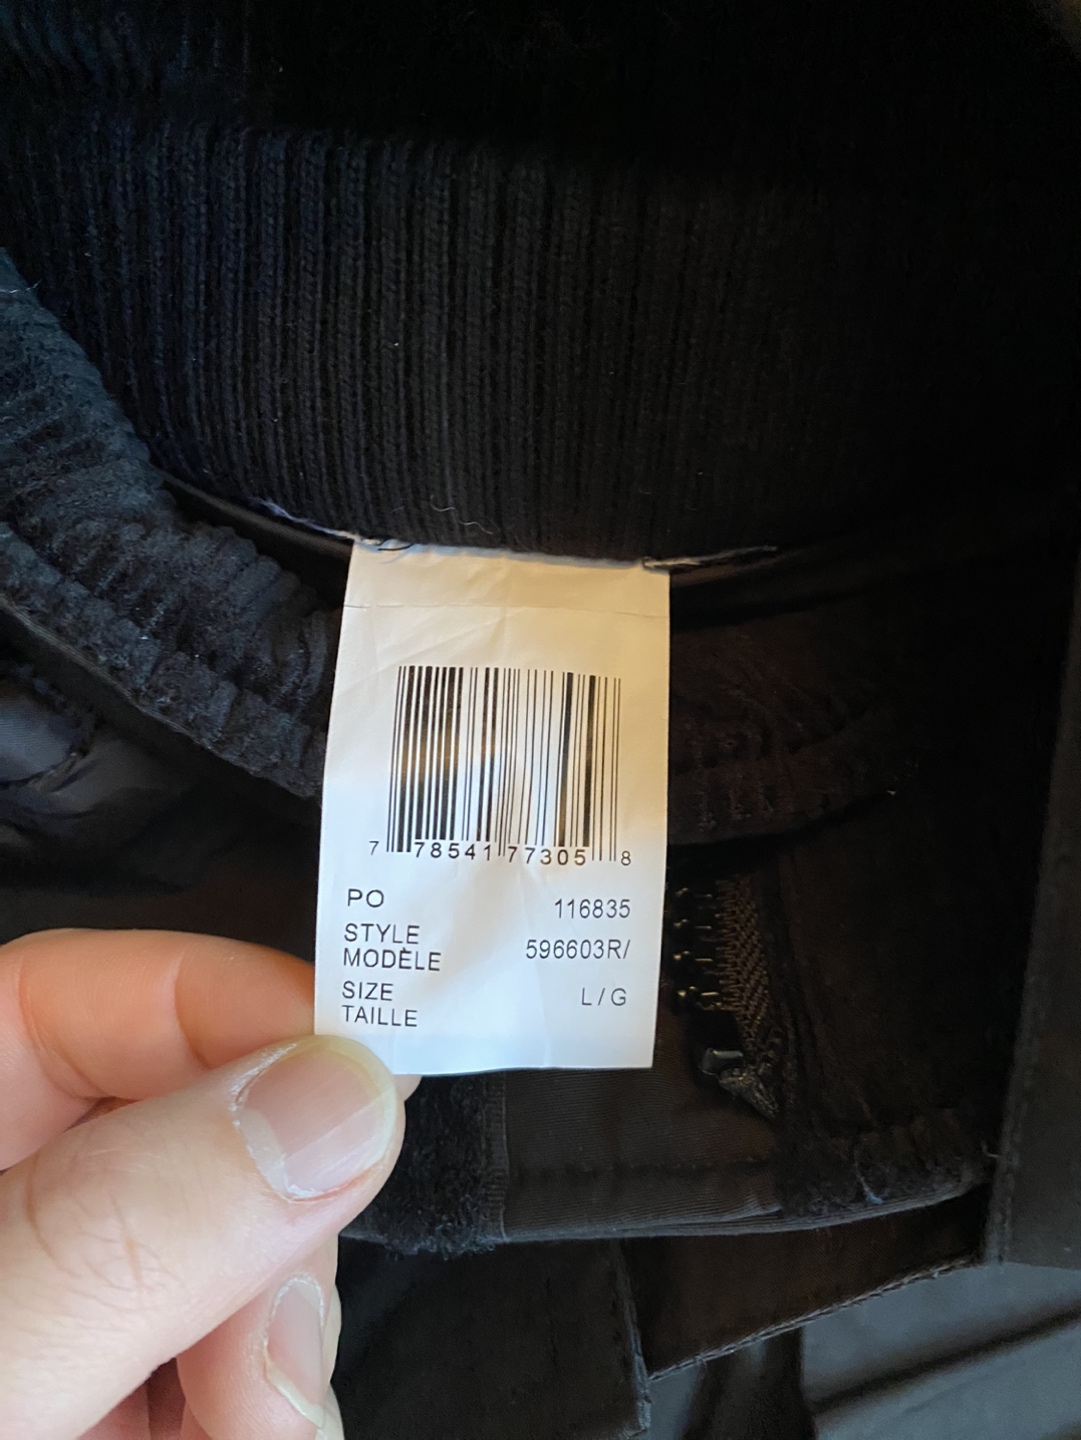 7 78541 77305 8
PO 116835
STYLE
MODÈLE 596603R/
SIZE
TAILLE L/G